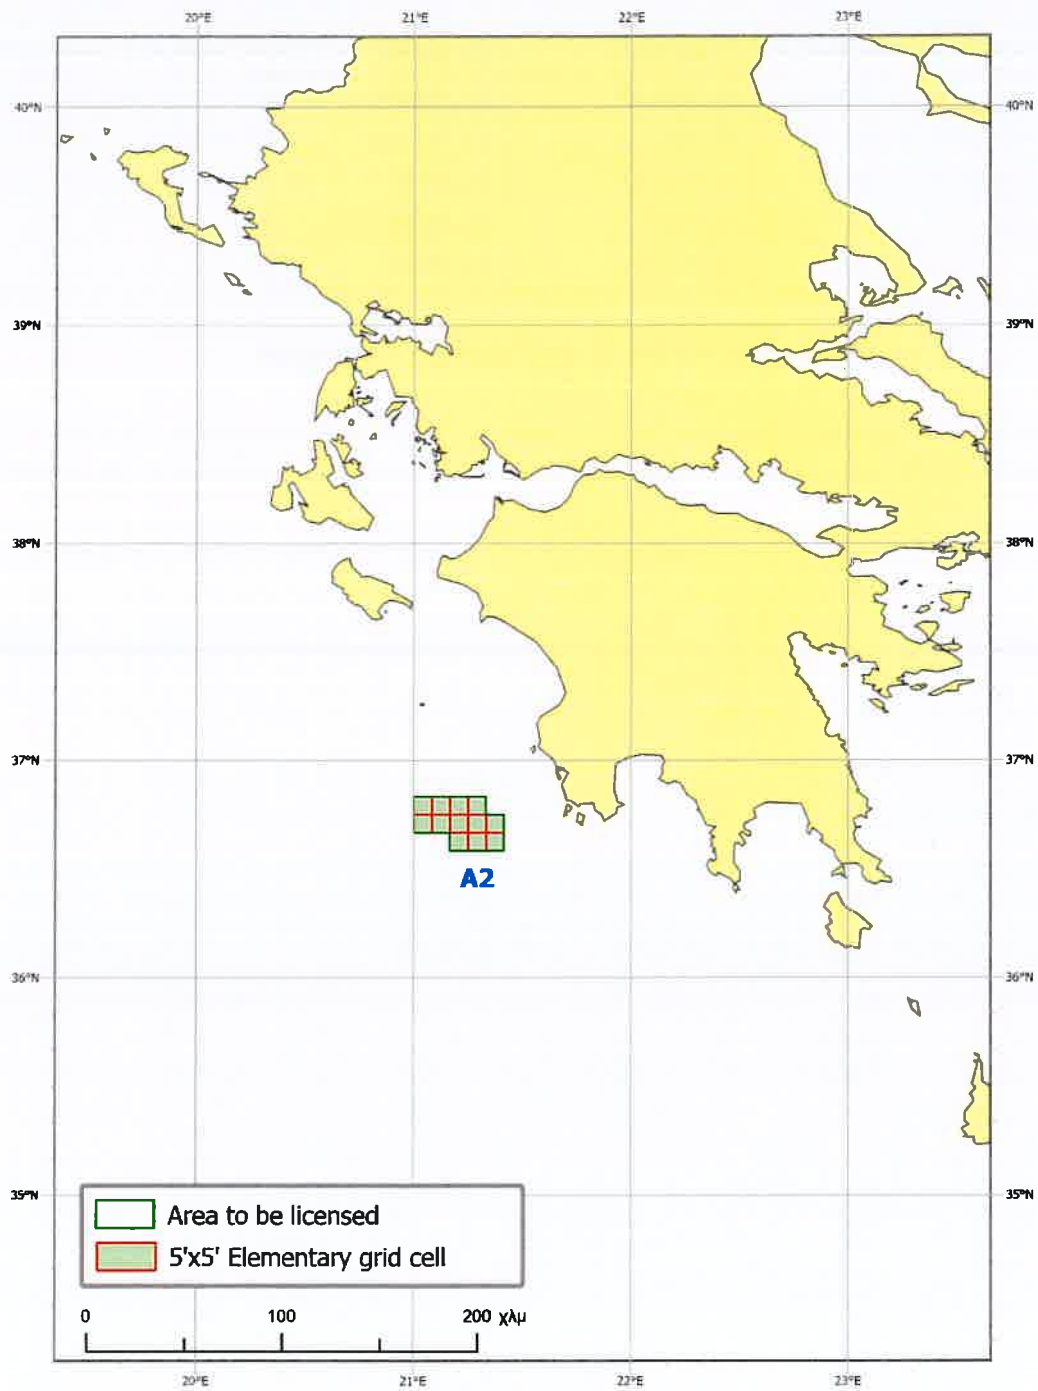 20°E 21°E 22°E 23°E
40°N 40°N
39°N 39°N
38°N 38°N
37°N 37°N
A2
36°N 36°N
35°N 35°N
Area to be licensed
5'x5' Elementary grid cell
0 100 200 χλμ
20°E 21°E 22°E 23°E